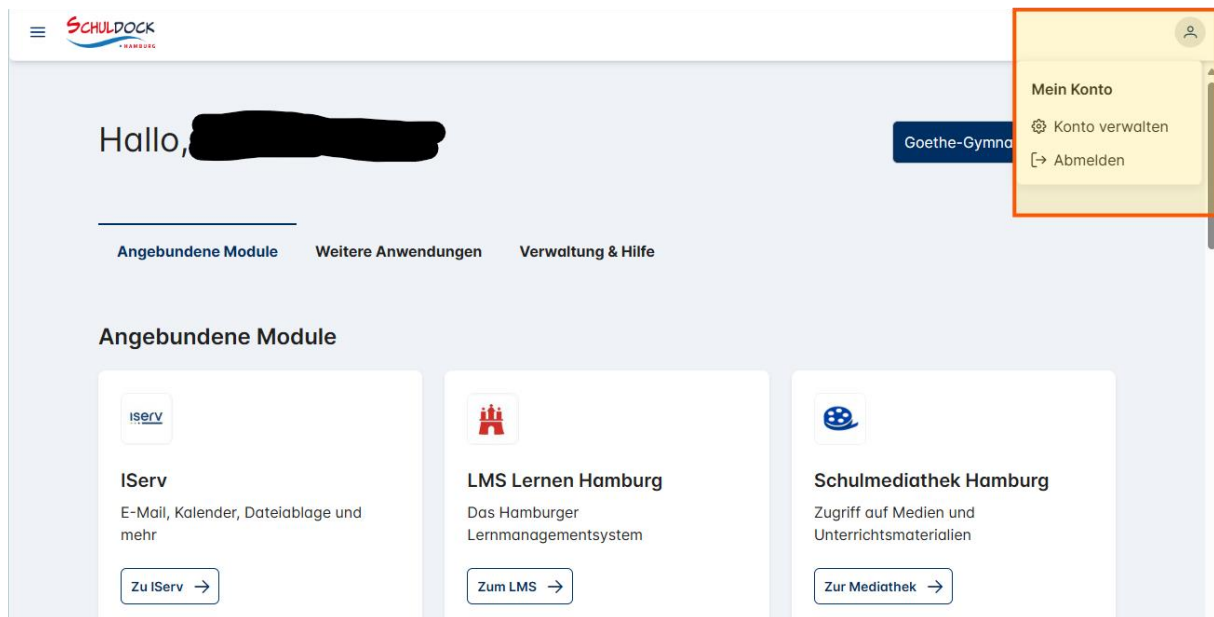 SCHULDOCK
HAMBURG
Mein Konto
Konto verwalten
Abmelden
Hallo,
Goethe-Gymna
Angebundene Module
Weitere Anwendungen
Verwaltung & Hilfe
Angebundene Module
iserv
IServ
E-Mail, Kalender, Dateiablage und
mehr
Zu IServ
LMS Lernen Hamburg
Das Hamburger
Lernmanagementsystem
Zum LMS
Schulmediathek Hamburg
Zugriff auf Medien und
Unterrichtsmaterialien
Zur Mediathek